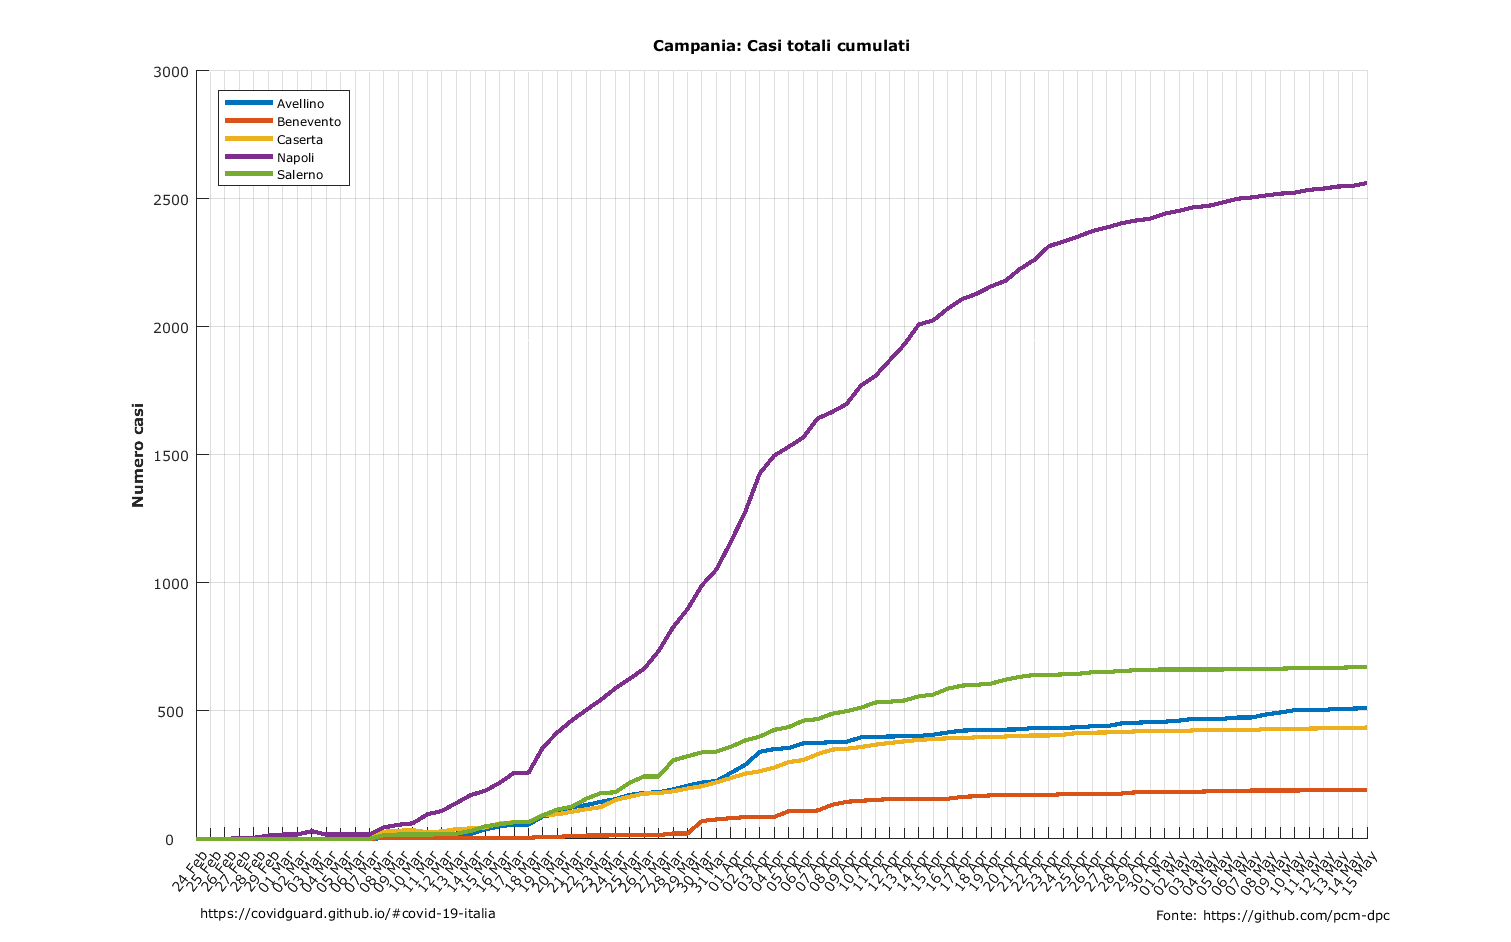 Campania: Casi totali cumulati
3000
2500
2000
1500
1000
500
0
Numero casi
Avellino
Benevento
Caserta
Napoli
Salerno
24 Feb
25 Feb
26 Feb
27 Feb
28 Feb
29 Feb
01 Mar
02 Mar
03 Mar
04 Mar
05 Mar
06 Mar
07 Mar
08 Mar
09 Mar
10 Mar
11 Mar
12 Mar
13 Mar
14 Mar
15 Mar
16 Mar
17 Mar
18 Mar
19 Mar
20 Mar
21 Mar
22 Mar
23 Mar
24 Mar
25 Mar
26 Mar
27 Mar
28 Mar
29 Mar
30 Mar
31 Mar
01 Apr
02 Apr
03 Apr
04 Apr
05 Apr
06 Apr
07 Apr
08 Apr
09 Apr
10 Apr
11 Apr
12 Apr
13 Apr
14 Apr
15 Apr
16 Apr
17 Apr
18 Apr
19 Apr
20 Apr
21 Apr
22 Apr
23 Apr
24 Apr
25 Apr
26 Apr
27 Apr
28 Apr
29 Apr
30 Apr
01 May
02 May
03 May
04 May
05 May
06 May
07 May
08 May
09 May
10 May
11 May
12 May
13 May
14 May
15 May
https://covidguard.github.io/#covid-19-italia
Fonte: https://github.com/pcm-dpc